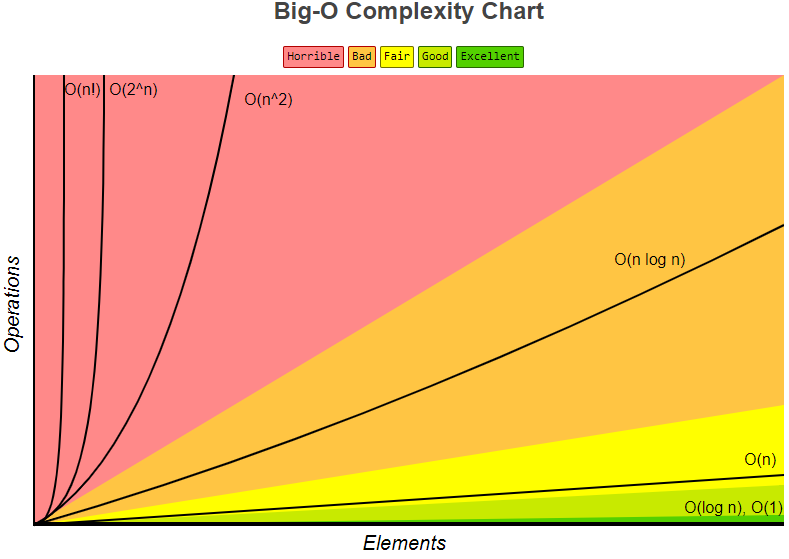 Big-O Complexity Chart
Horrible Bad Fair Good Excellent
O(n!) O(2^n)
O(n^2)
O(n log n)
O(n)
O(log n), O(1)
Operations
Elements